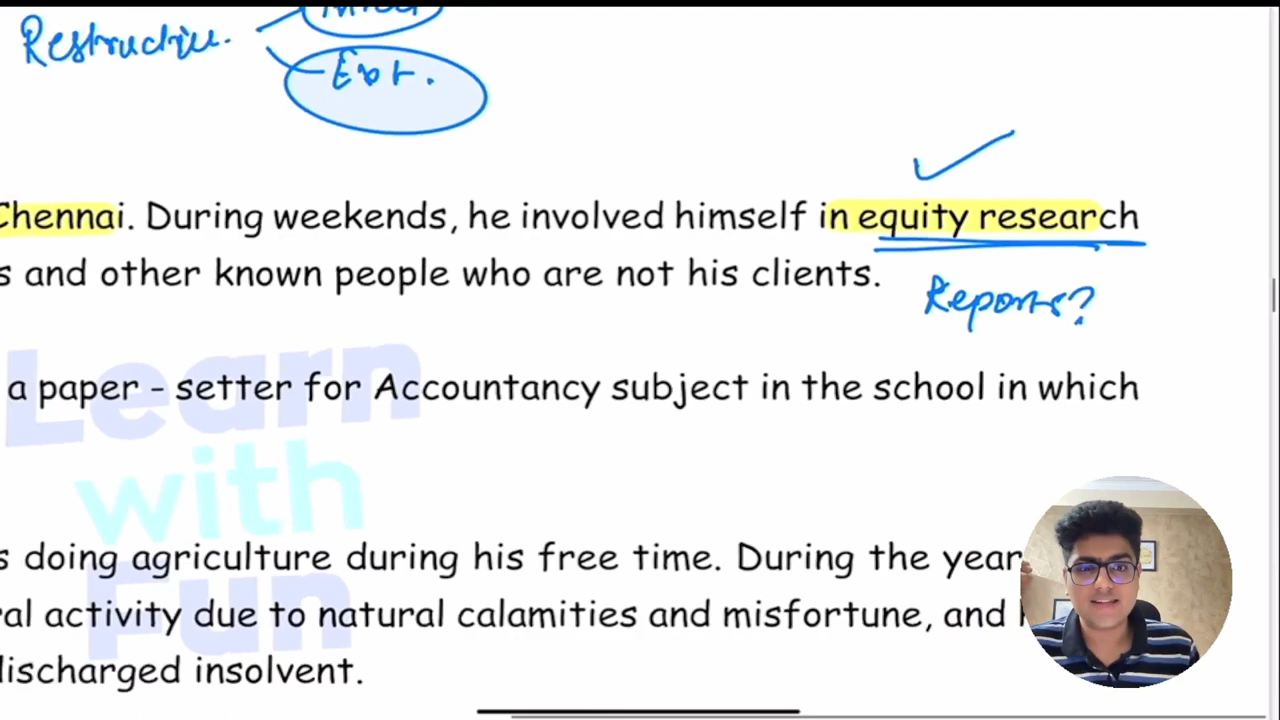 Restructure.
Ext.
Chennai. During weekends, he involved himself in equity research
s and other known people who are not his clients.
Reports?
a paper - setter for Accountancy subject in the school in which
Learn
with
Fun
s doing agriculture during his free time. During the year
ral activity due to natural calamities and misfortune, and
discharged insolvent.